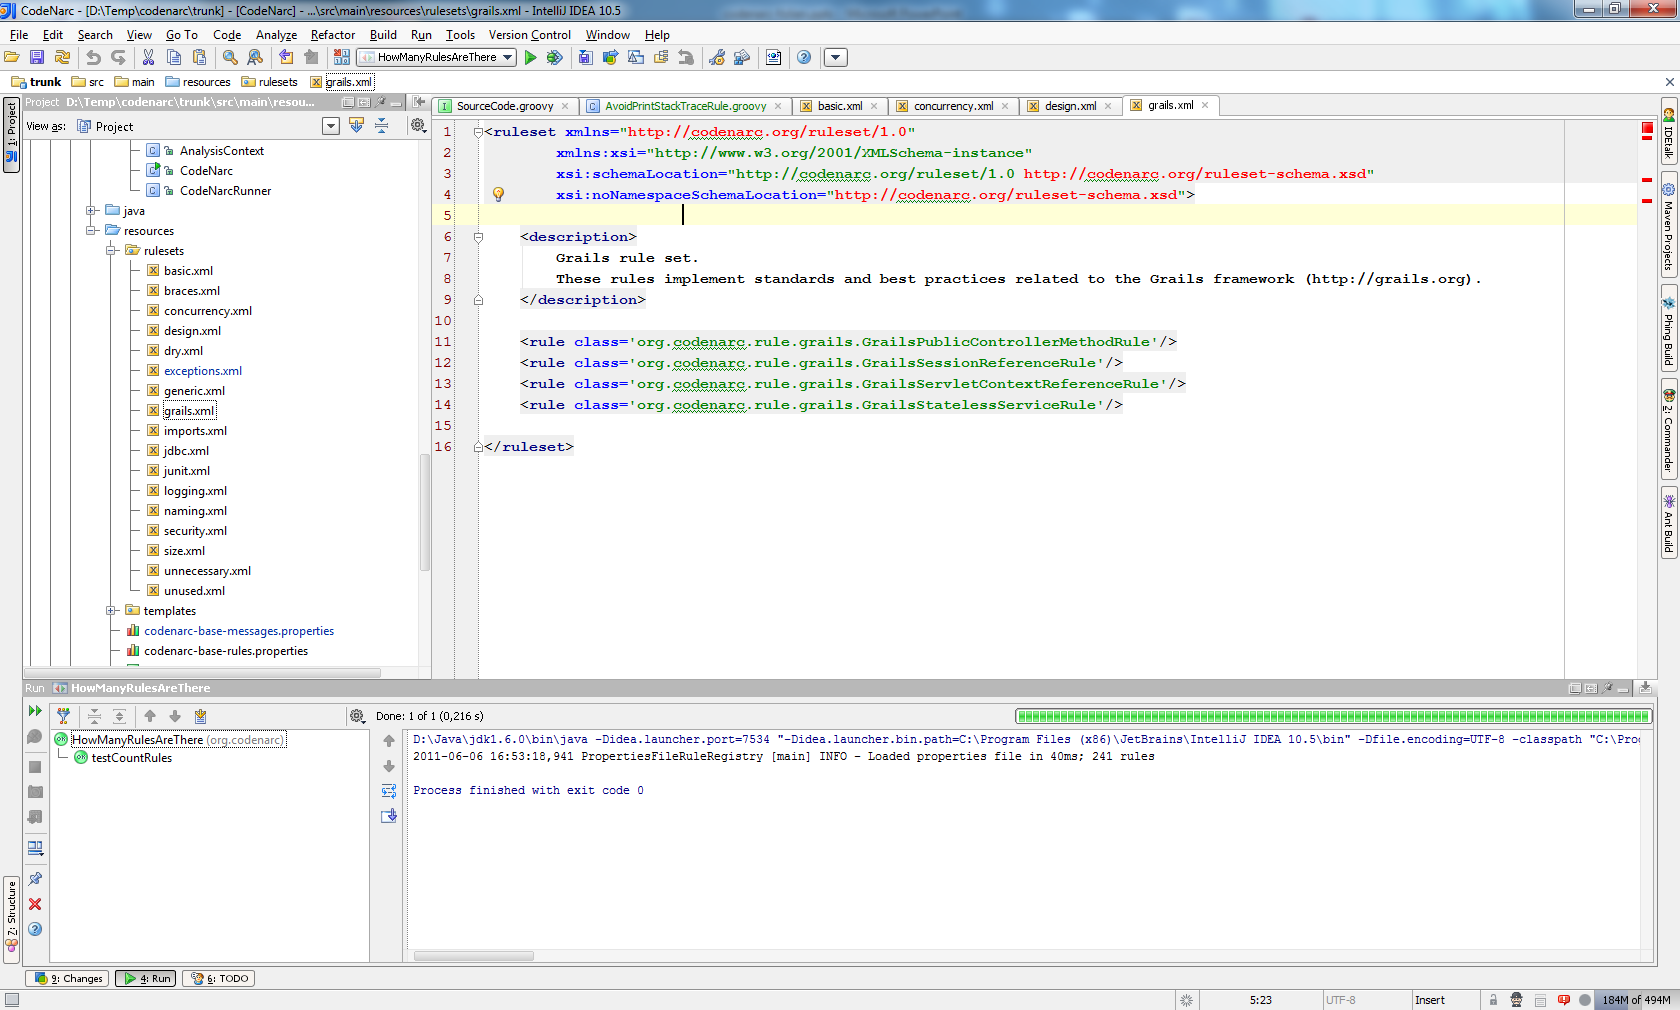 CodeNarc - [D:\Temp\codenarc\trunk] - [CodeNarc] - ...\src\main\resources\rulesets\grails.xml - IntelliJ IDEA 10.5
File Edit Search View Go To Code Analyze Refactor Build Run Tools Version Control Window Help
HowManyRulesAreThere
trunk src main resources rulesets grails.xml
Project D:\Temp\codenarc\trunk\src\main\resou...
SourceCode.groovy AvoidPrintStackTraceRule.groovy basic.xml concurrency.xml design.xml grails.xml
View as: Project
1: Project
AnalysisContext
CodeNarc
CodeNarcRunner
java
resources
rulesets
basic.xml
braces.xml
concurrency.xml
design.xml
dry.xml
exceptions.xml
generic.xml
grails.xml
imports.xml
jdbc.xml
junit.xml
logging.xml
naming.xml
security.xml
size.xml
unnecessary.xml
unused.xml
templates
codenarc-base-messages.properties
codenarc-base-rules.properties
1 <ruleset xmlns="http://codenarc.org/ruleset/1.0"
2 xmlns:xsi="http://www.w3.org/2001/XMLSchema-instance"
3 xsi:schemaLocation="http://codenarc.org/ruleset/1.0 http://codenarc.org/ruleset-schema.xsd"
4 xsi:noNamespaceSchemaLocation="http://codenarc.org/ruleset-schema.xsd">
5
6 <description>
7 Grails rule set.
8 These rules implement standards and best practices related to the Grails framework (http://grails.org).
9 </description>
10
11 <rule class='org.codenarc.rule.grails.GrailsPublicControllerMethodRule'/>
12 <rule class='org.codenarc.rule.grails.GrailsSessionReferenceRule'/>
13 <rule class='org.codenarc.rule.grails.GrailsServletContextReferenceRule'/>
14 <rule class='org.codenarc.rule.grails.GrailsStatelessServiceRule'/>
15
16 </ruleset>
IDEtalk
Maven Projects
Phing Build
2: Commander
Ant Build
Run HowManyRulesAreThere
Done: 1 of 1 (0,216 s)
HowManyRulesAreThere (org.codenarc)
testCountRules
D:\Java\jdk1.6.0\bin\java -Didea.launcher.port=7534 "-Didea.launcher.bin.path=C:\Program Files (x86)\JetBrains\IntelliJ IDEA 10.5\bin" -Dfile.encoding=UTF-8 -classpath "C:\Pro
2011-06-06 16:53:18,941 PropertiesFileRuleRegistry [main] INFO - Loaded properties file in 40ms; 241 rules
Process finished with exit code 0
7: Structure
9: Changes 4: Run 6: TODO
5:23 UTF-8 Insert 184M of 494M